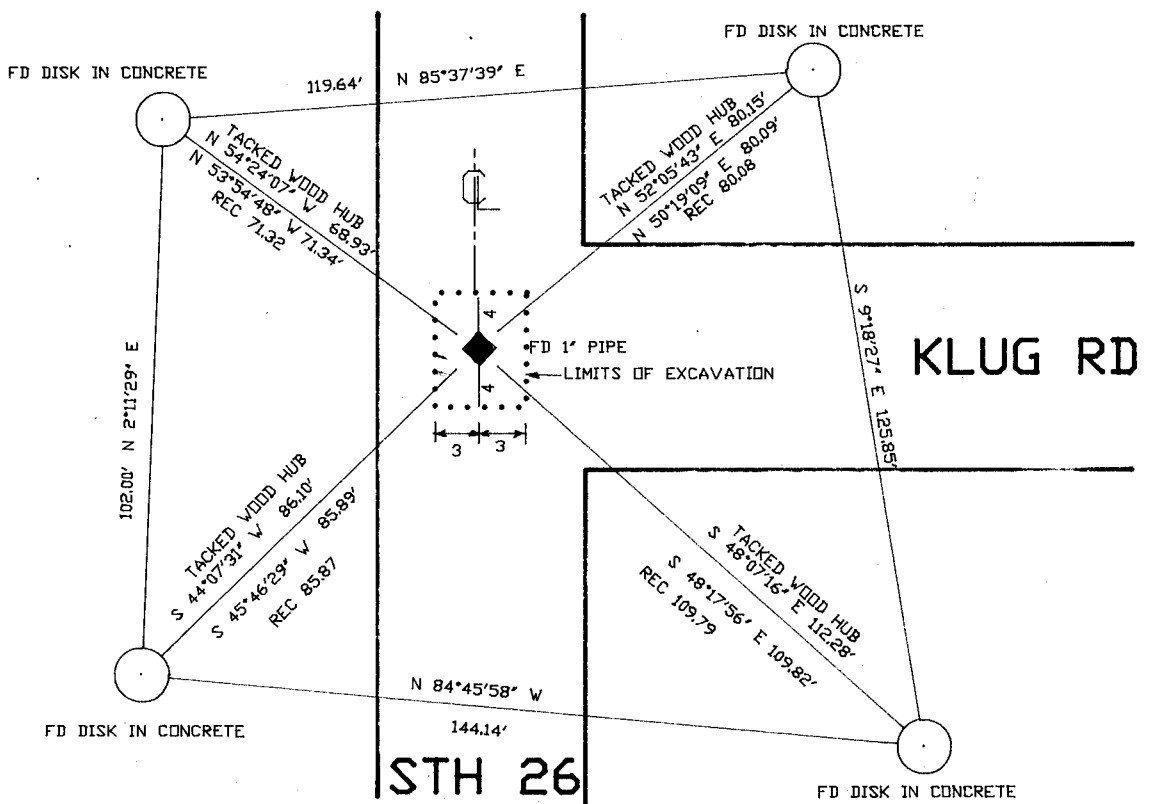 FD DISK IN CONCRETE
FD DISK IN CONCRETE
119.64' N 85°37'39" E
TACKED WOOD HUB
N 54°24'07" W 68.93'
N 53°54'48" W 71.34'
REC 71.32
TACKED WOOD HUB
N 52°05'43" E 80.15'
N 50°19'09" E 80.09'
REC 80.08
CL
4
FD 1" PIPE
LIMITS OF EXCAVATION
4
3 3
KLUG RD
102.00' N 2°11'29" E
S 9°18'27" E 125.85'
TACKED WOOD HUB
S 44°07'31" W 86.10'
S 45°46'29" W 85.89'
REC 85.87
TACKED WOOD HUB
S 48°07'16" E 112.28'
S 48°17'56" E 109.82'
REC 109.79
N 84°45'58" W
144.14'
FD DISK IN CONCRETE
STH 26
FD DISK IN CONCRETE